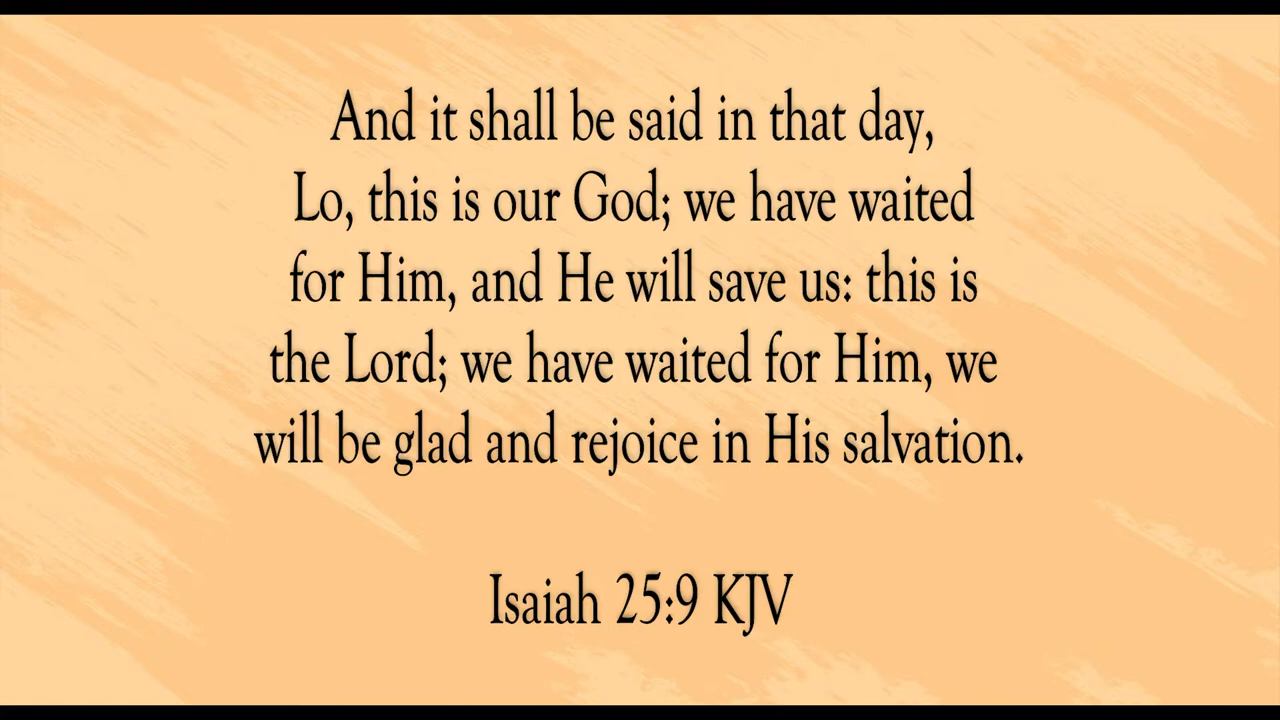 And it shall be said in that day,
Lo, this is our God; we have waited
for Him, and He will save us: this is
the Lord; we have waited for Him, we
will be glad and rejoice in His salvation.
Isaiah 25:9 KJV